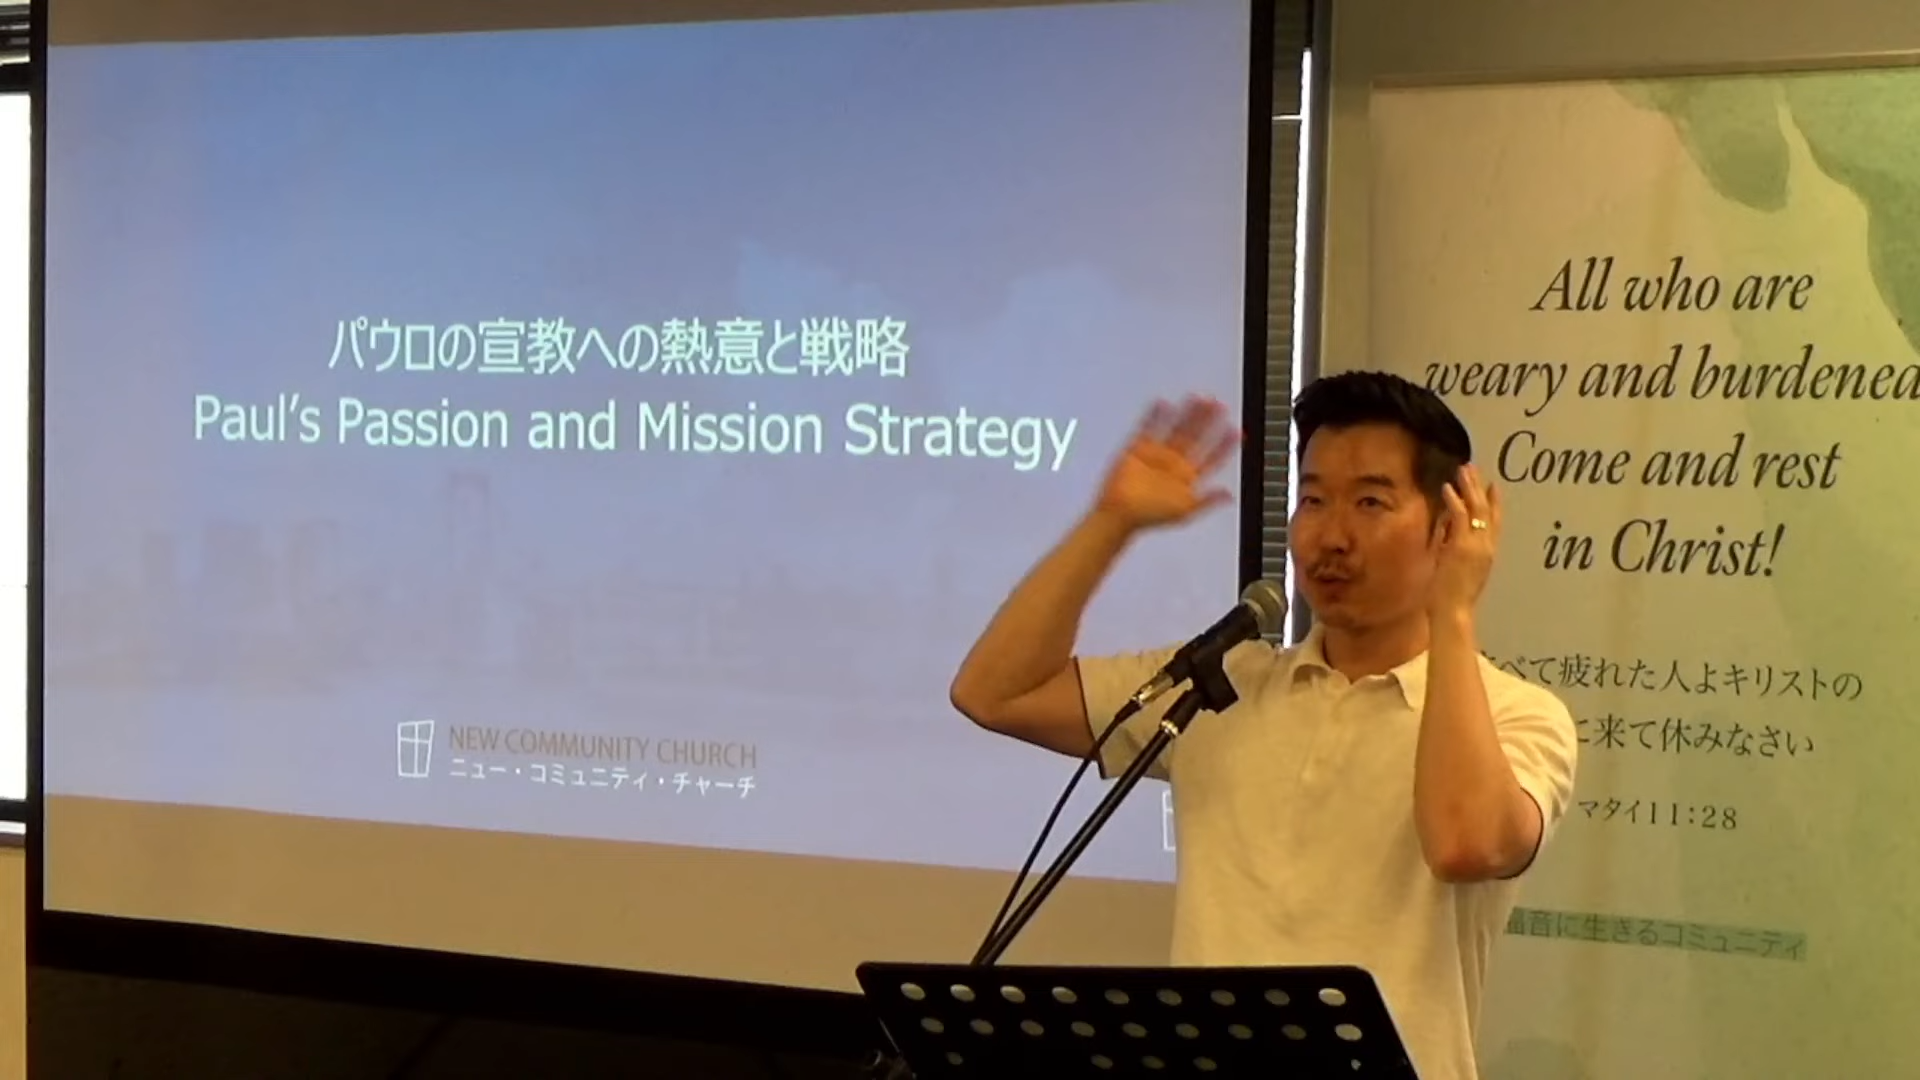 パウロの宣教への熱意と戦略
Paul's Passion and Mission Strategy
NEW COMMUNITY CHURCH
ニュー・コミュニティ・チャーチ
All who are
weary and burdened
Come and rest
in Christ!
べて疲れた人よキリストの
に来て休みなさい
マタイ11:28
福音に生きるコミュニティ